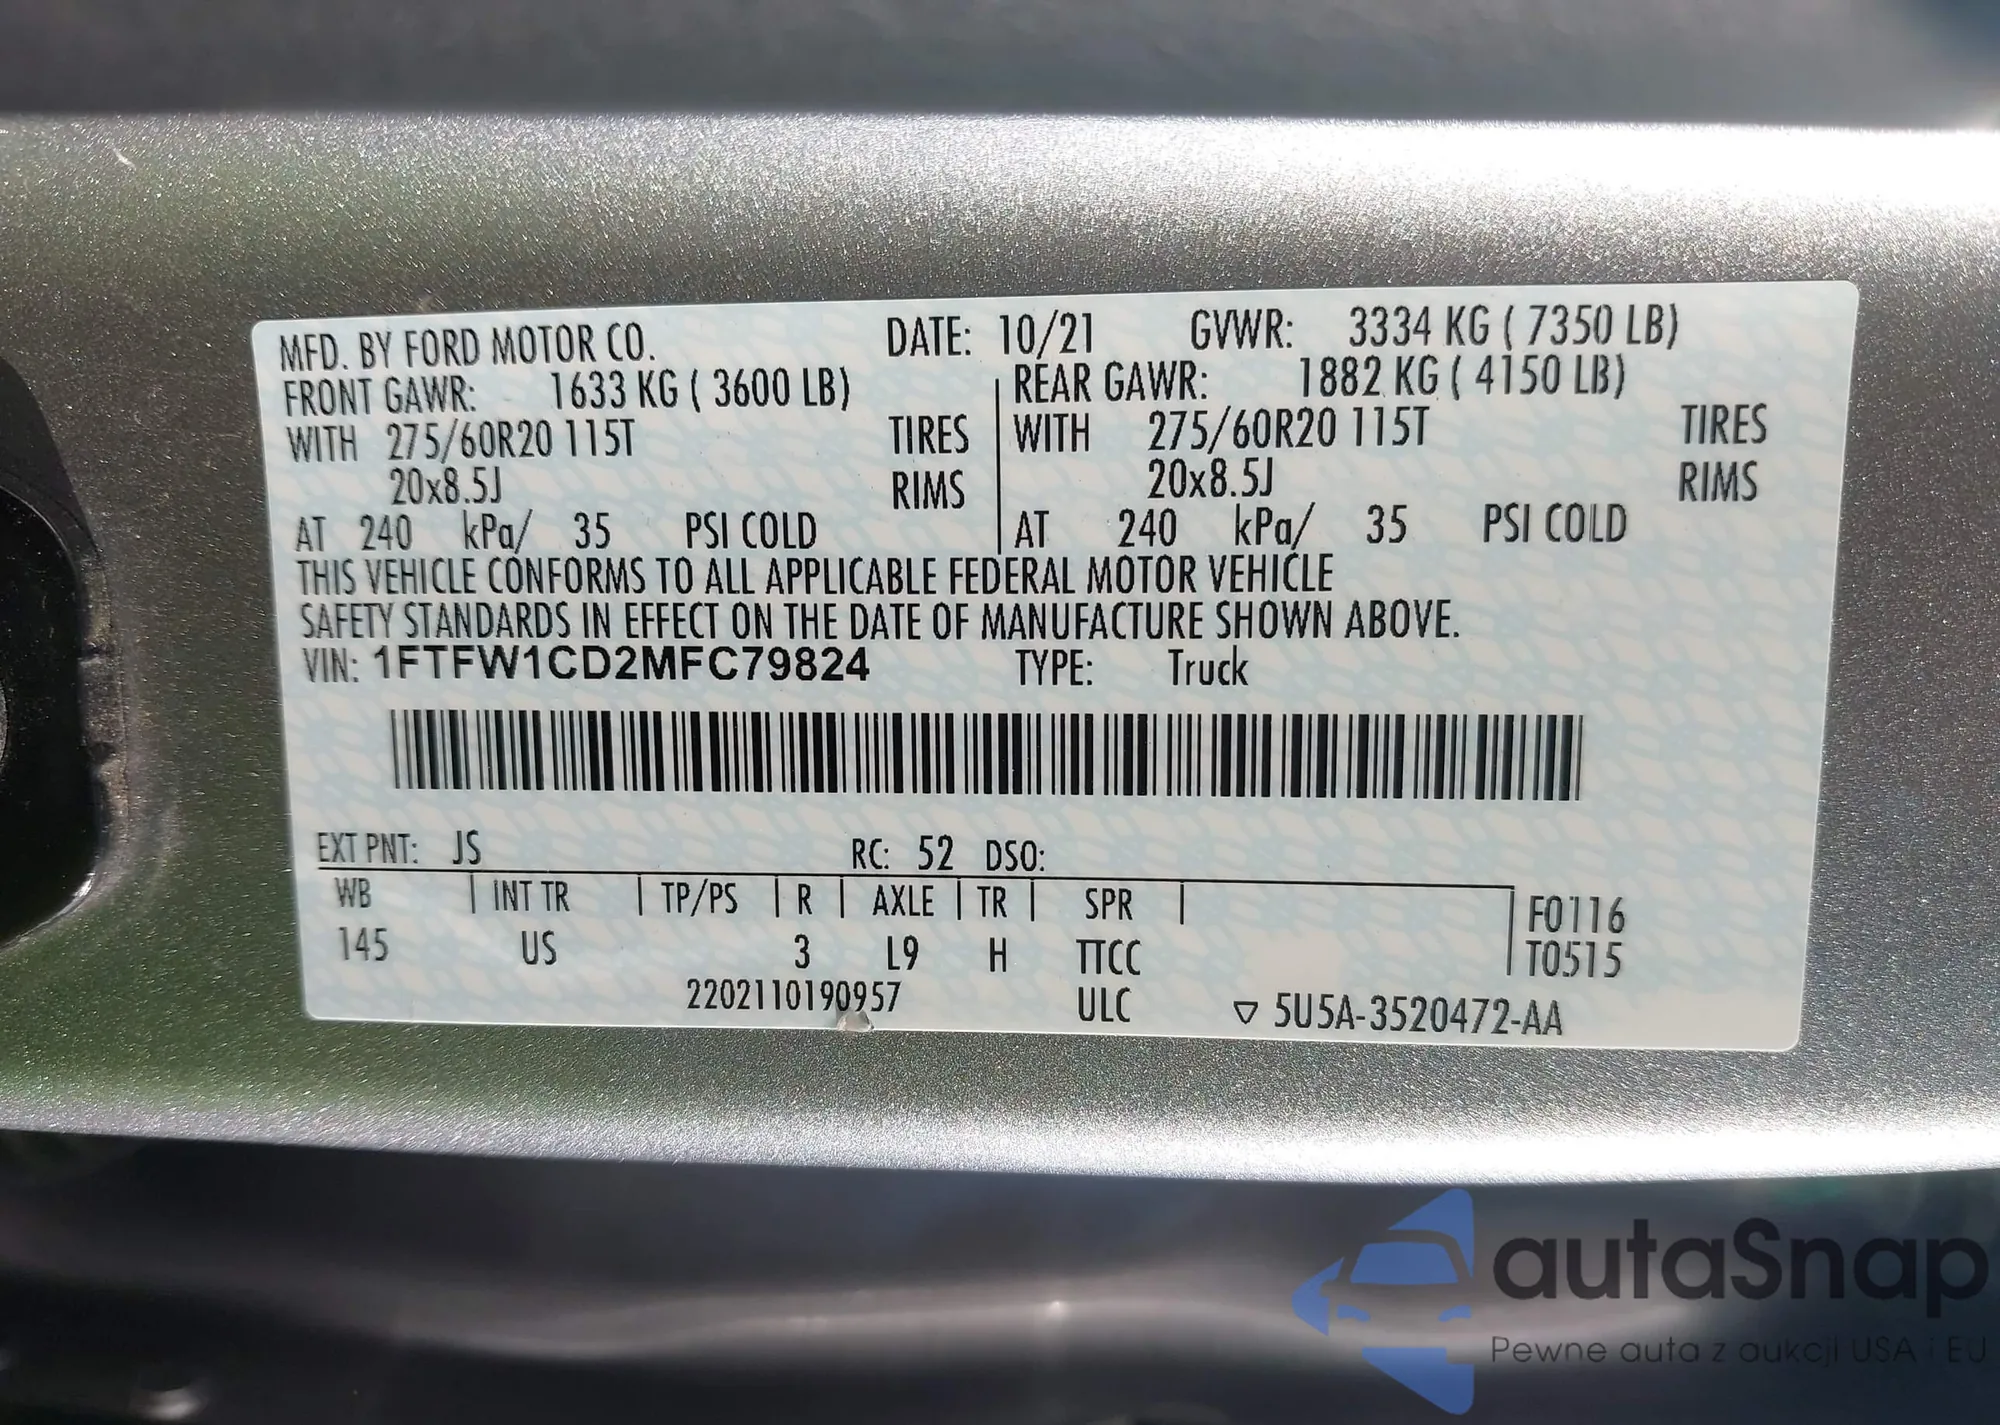 MFD. BY FORD MOTOR CO. DATE: 10/21 GVWR: 3334 KG ( 7350 LB)
FRONT GAWR: 1633 KG ( 3600 LB) REAR GAWR: 1882 KG ( 4150 LB)
WITH 275/60R20 115T TIRES WITH 275/60R20 115T TIRES
20x8.5J RIMS 20x8.5J RIMS
AT 240 kPa/ 35 PSI COLD AT 240 kPa/ 35 PSI COLD
THIS VEHICLE CONFORMS TO ALL APPLICABLE FEDERAL MOTOR VEHICLE
SAFETY STANDARDS IN EFFECT ON THE DATE OF MANUFACTURE SHOWN ABOVE.
VIN: 1FTFW1CD2MFC79824 TYPE: Truck
EXT PNT: JS RC: 52 DSO:
WB INT TR TP/PS R AXLE TR SPR F0116
145 US 3 L9 H TTCC T0515
2202110190957 ULC ▽ 5U5A-3520472-AA
autaSnap
Pewne auta z aukcji USA i EU